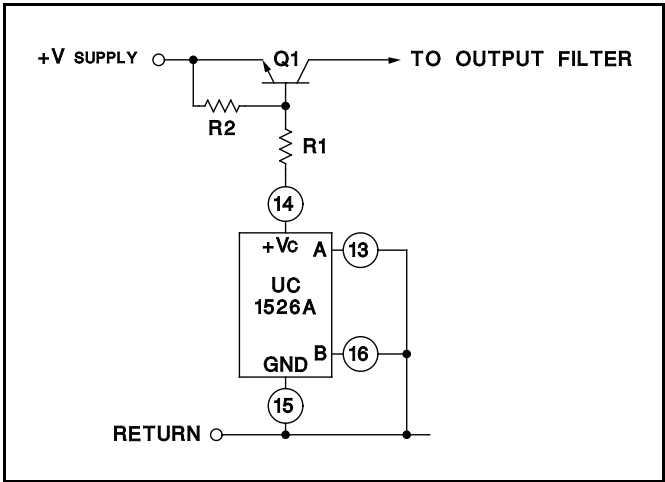 +V SUPPLY
Q1
TO OUTPUT FILTER
R2
R1
14
+Vc
A
13
UC
1526A
B
16
GND
15
RETURN